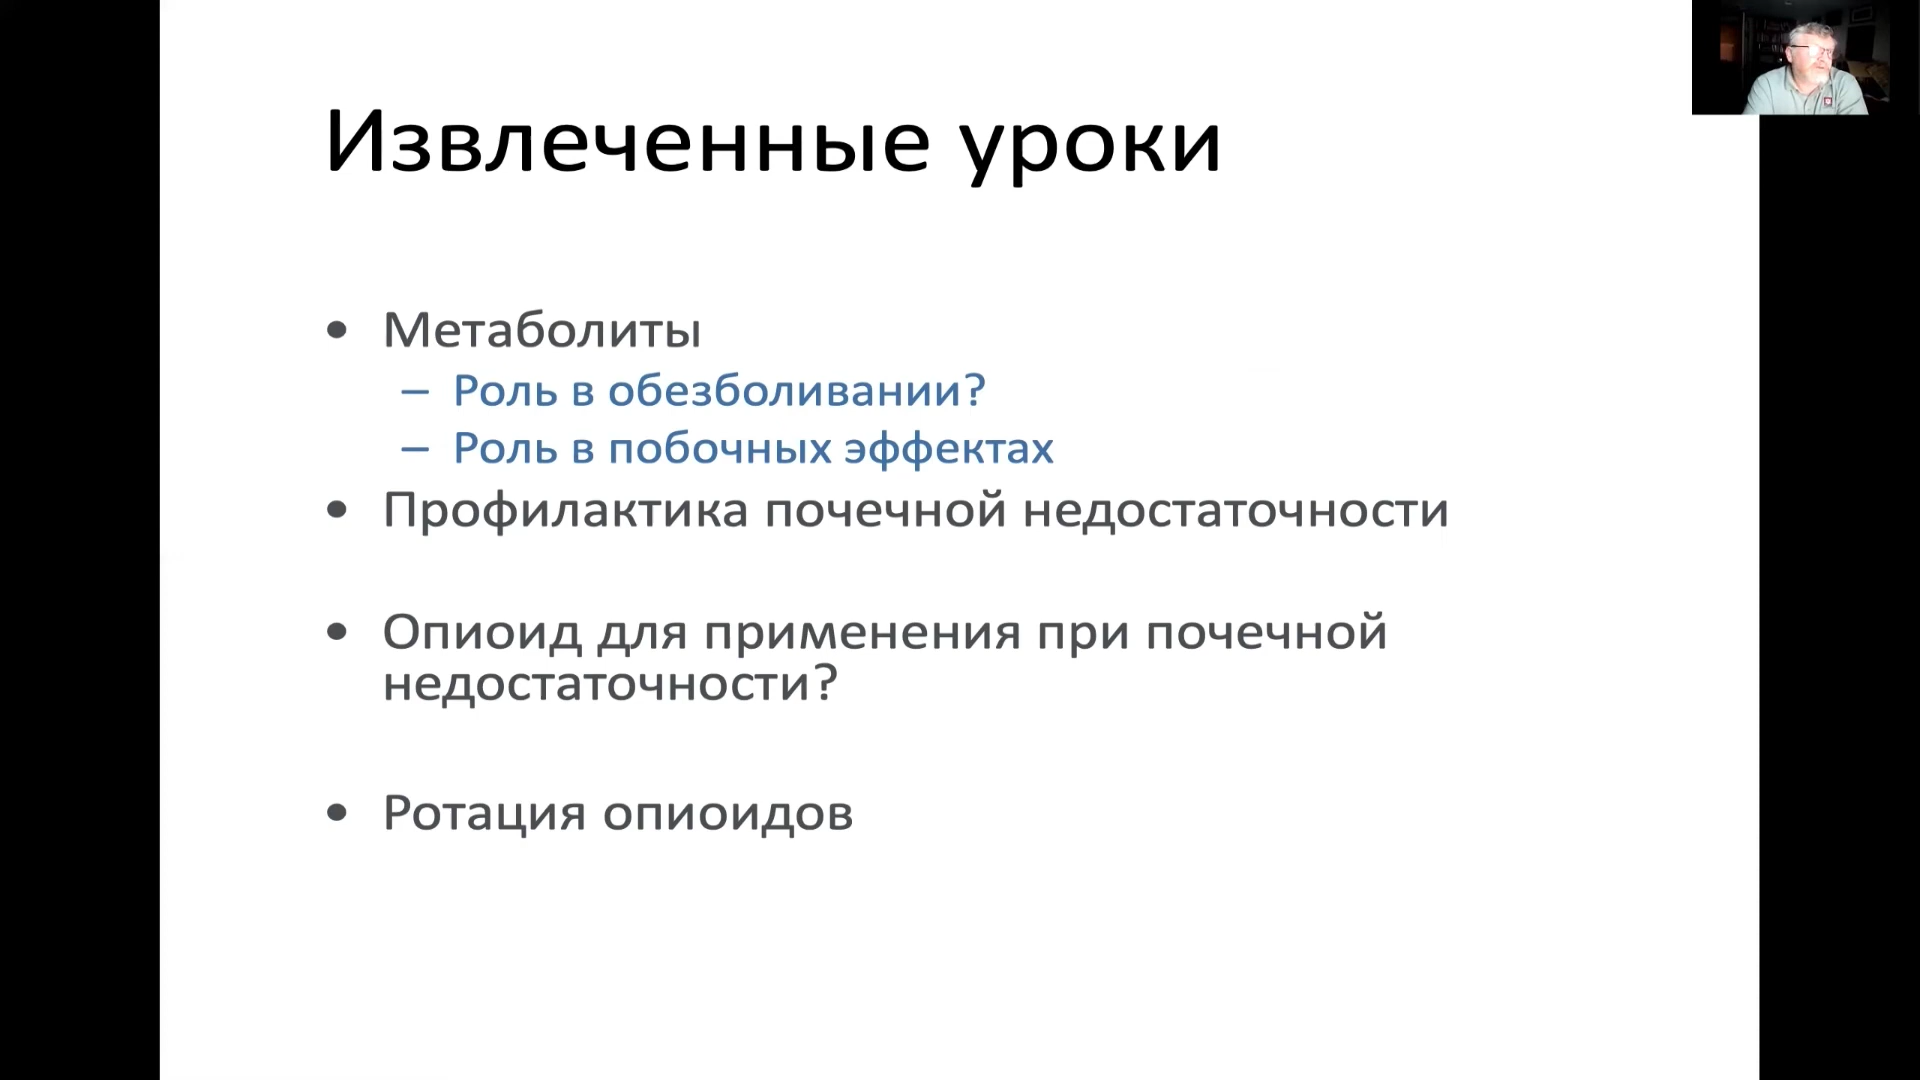 Извлеченные уроки
• Метаболиты
– Роль в обезболивании?
– Роль в побочных эффектах
• Профилактика почечной недостаточности
• Опиоид для применения при почечной
недостаточности?
• Ротация опиоидов